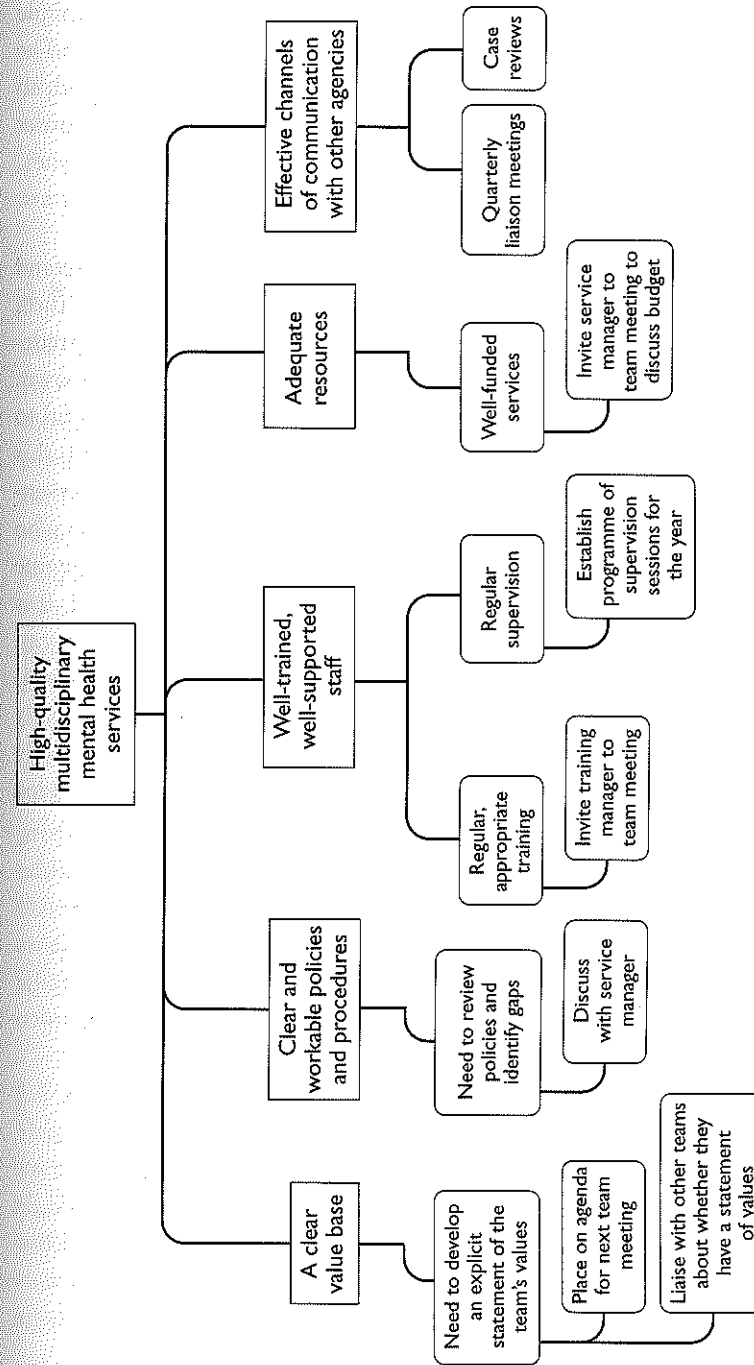 High-quality
multidisciplinary
mental health
services
A clear
value base
Clear and
workable policies
and procedures
Well-trained,
well-supported
staff
Adequate
resources
Effective channels
of communication
with other agencies
Need to develop
an explicit
statement of the
team's values
Place on agenda
for next team
meeting
Liaise with other teams
about whether they
have a statement
of values
Need to review
policies and
identify gaps
Discuss
with service
manager
Regular,
appropriate
training
Invite training
manager to
team meeting
Regular
supervision
Establish
programme of
supervision
sessions for
the year
Well-funded
services
Invite service
manager to
team meeting to
discuss budget
Quarterly
liaison meetings
Case
reviews